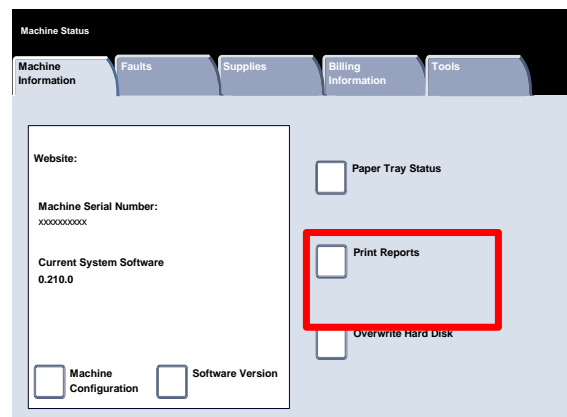 Machine Status
Machine
Information
Faults
Supplies
Billing
Information
Tools
Website:
Machine Serial Number:
xxxxxxxxx
Current System Software
0.210.0
Machine
Configuration
Software Version
Paper Tray Status
Print Reports
Overwrite Hard Disk